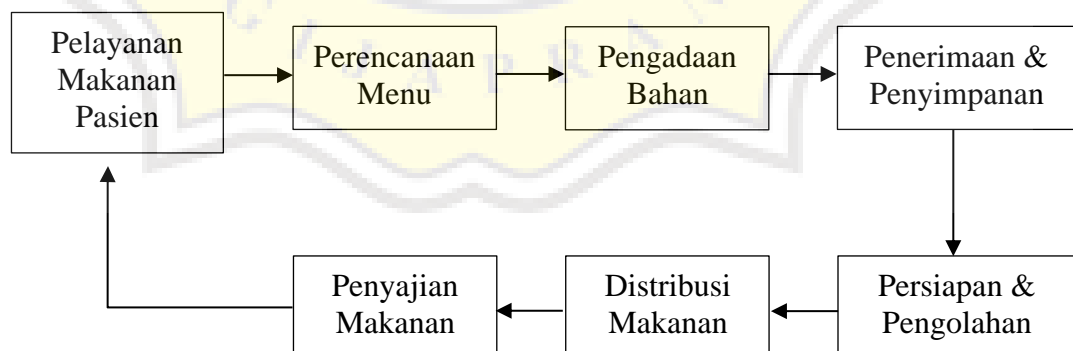 Pelayanan
Makanan
Pasien
Perencanaan
Menu
Pengadaan
Bahan
Penerimaan &
Penyimpanan
Persiapan &
Pengolahan
Distribusi
Makanan
Penyajian
Makanan